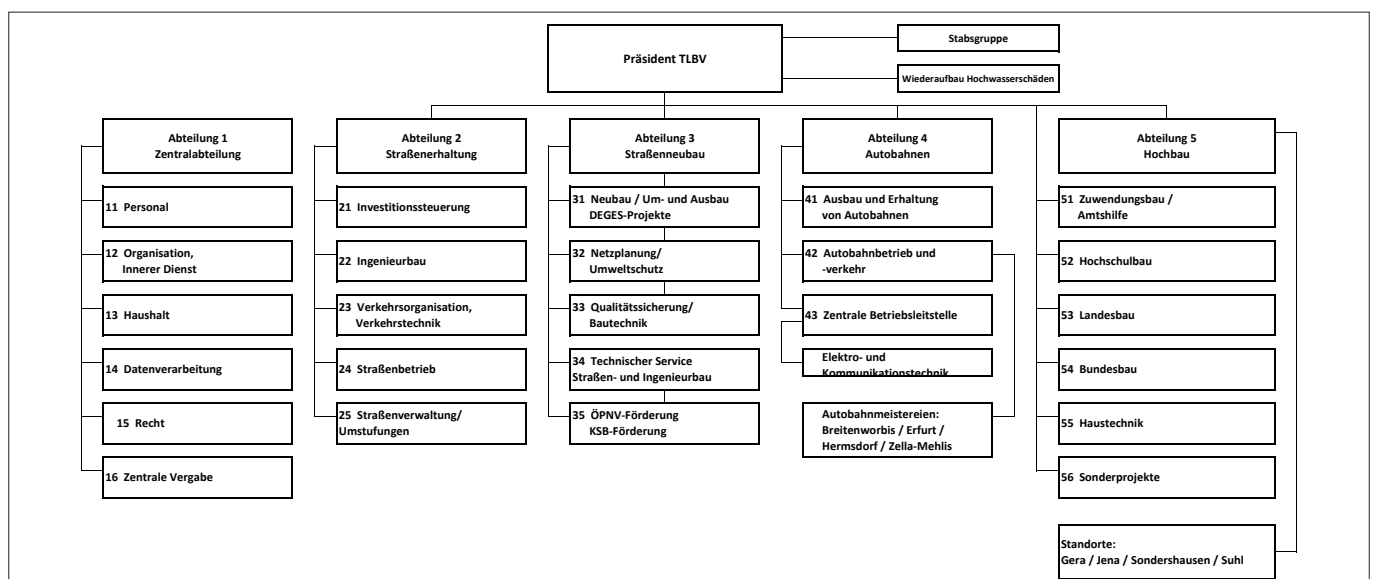 Präsident TLBV
Stabsgruppe
Wiederaufbau Hochwasserschäden
Abteilung 1
Zentralabteilung
11 Personal
12 Organisation,
Innerer Dienst
13 Haushalt
14 Datenverarbeitung
15 Recht
16 Zentrale Vergabe
Abteilung 2
Straßenerhaltung
21 Investitionssteuerung
22 Ingenieurbau
23 Verkehrsorganisation,
Verkehrstechnik
24 Straßenbetrieb
25 Straßenverwaltung/
Umstufungen
Abteilung 3
Straßenneubau
31 Neubau / Um- und Ausbau
DEGES-Projekte
32 Netzplanung/
Umweltschutz
33 Qualitätssicherung/
Bautechnik
34 Technischer Service
Straßen- und Ingenieurbau
35 ÖPNV-Förderung
KSB-Förderung
Abteilung 4
Autobahnen
41 Ausbau und Erhaltung
von Autobahnen
42 Autobahnbetrieb und
-verkehr
43 Zentrale Betriebsleitstelle
Elektro- und
Kommunikationstechnik
Autobahnmeistereien:
Breitenworbis / Erfurt /
Hermsdorf / Zella-Mehlis
Abteilung 5
Hochbau
51 Zuwendungsbau /
Amtshilfe
52 Hochschulbau
53 Landesbau
54 Bundesbau
55 Haustechnik
56 Sonderprojekte
Standorte:
Gera / Jena / Sondershausen / Suhl